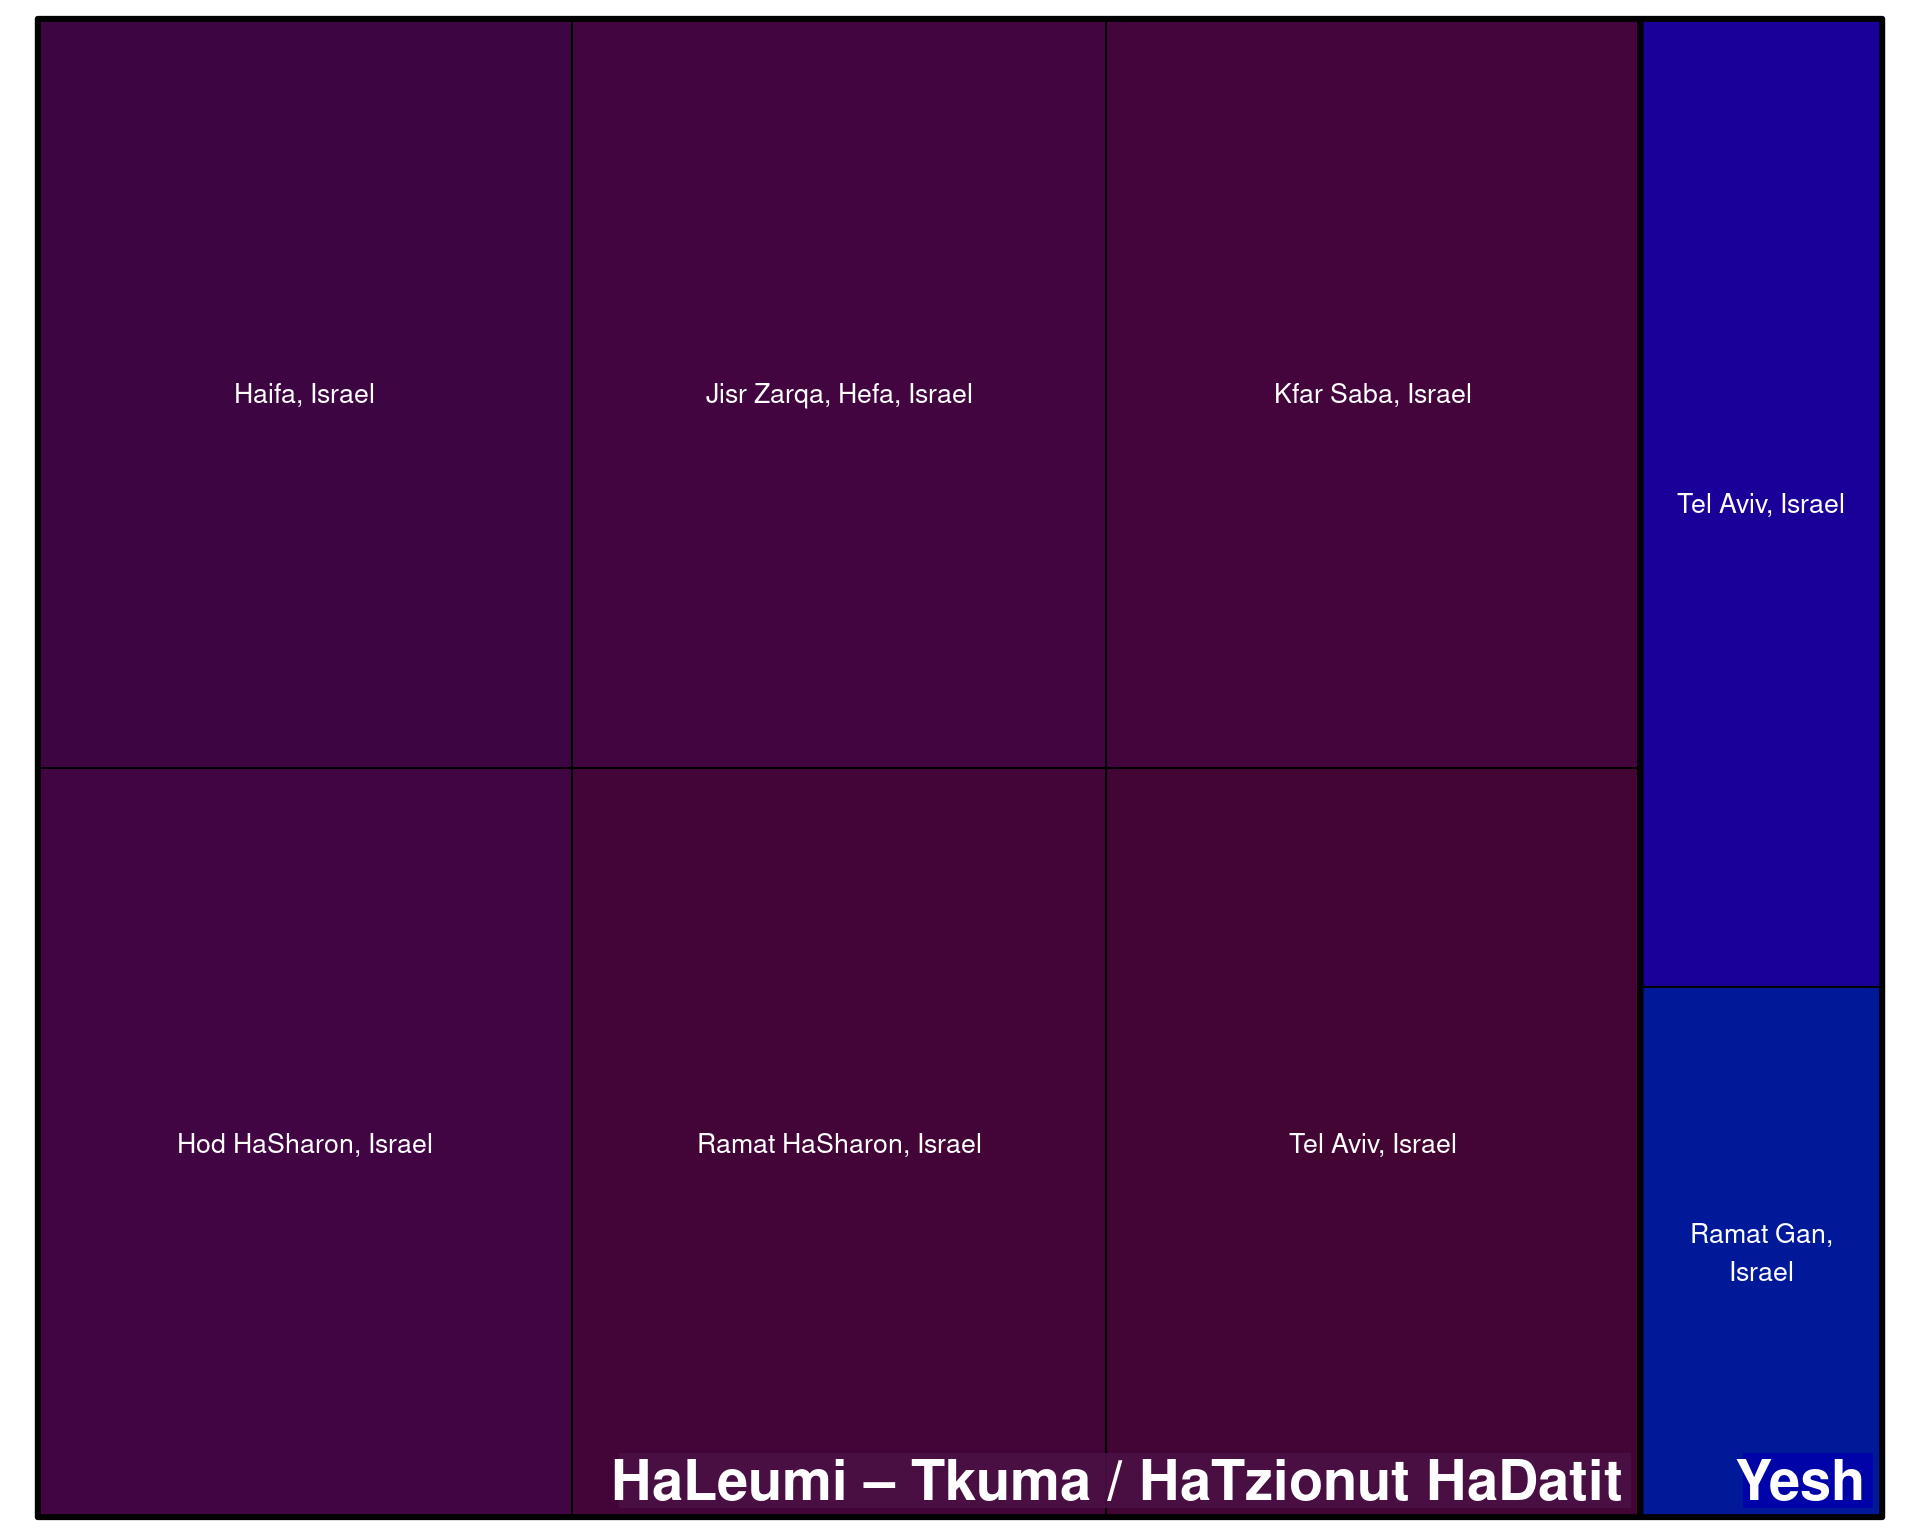 Haifa, Israel
Jisr Zarqa, Hefa, Israel
Kfar Saba, Israel
Tel Aviv, Israel
Hod HaSharon, Israel
Ramat HaSharon, Israel
Tel Aviv, Israel
Ramat Gan,
Israel
HaLeumi – Tkuma / HaTzionut HaDatit
Yesh